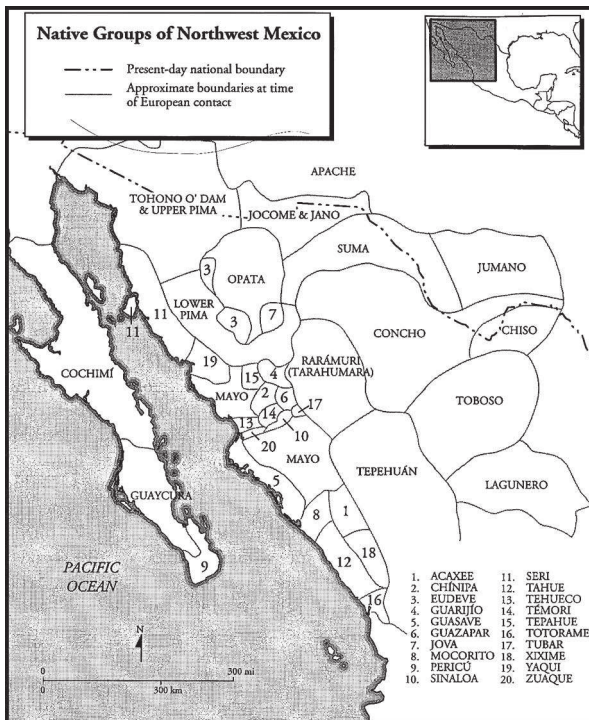 Native Groups of Northwest Mexico
Present-day national boundary
Approximate boundaries at time
of European contact
APACHE
TOHONO O' DAM
& UPPER PIMA
JOCOME & JANO
SUMA
JUMANO
3
OPATA
LOWER
PIMA
11
3
7
CONCHO
CHISO
11
19
RARÁMURI
(TARAHUMARA)
COCHIMÍ
15
4
MAYO
2
6
17
TOBOSO
14
13
10
20
MAYO
TEPEHUÁN
LAGUNERO
5
GUAYCURA
8
1
PACIFIC
OCEAN
9
12
18
16
N
0
300 mi
0
300 km
1. ACAXEE
2. CHÍNIPA
3. EUDEVE
4. GUARIJÍO
5. GUASAVE
6. GUAZAPAR
7. JOVA
8. MOCORITO
9. PERICÚ
10. SINALOA
11. SERI
12. TAHUE
13. TEHUECO
14. TÉMORI
15. TEPAHUE
16. TOTORAME
17. TUBAR
18. XIXIME
19. YAQUI
20. ZUAQUE